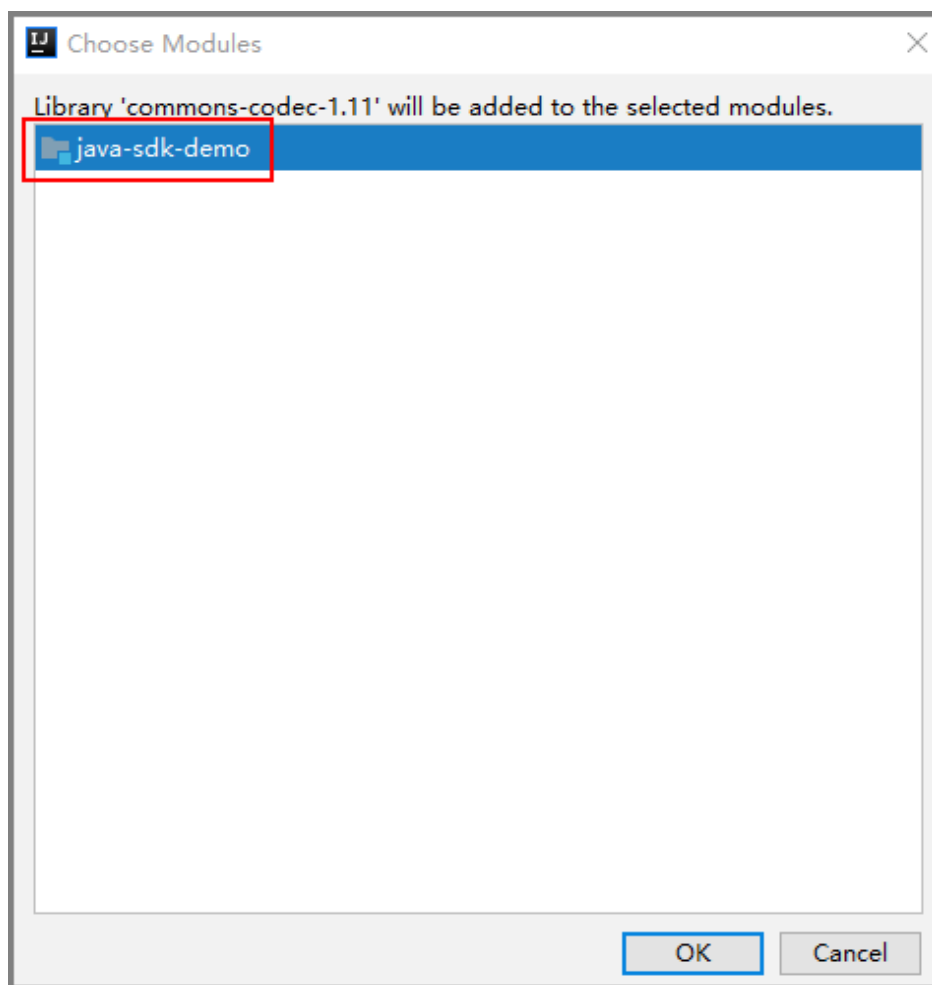 IJ Choose Modules
Library 'commons-codec-1.11' will be added to the selected modules.
java-sdk-demo
OK Cancel